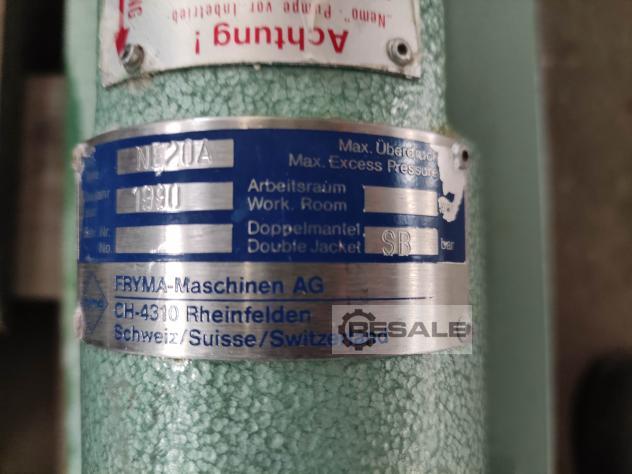 "Nemo"-Pumpe vor Inbetrieb-
Achtung!
NE20A
Max. Überdruck
Max. Excess Pressure
1990
Arbeitsraum
Work. Room
No.
Doppelmantel
Double Jacket
SB
bar
FRYMA-Maschinen AG
CH-4310 Rheinfelden
Schweiz/Suisse/Switzerland
RESALE